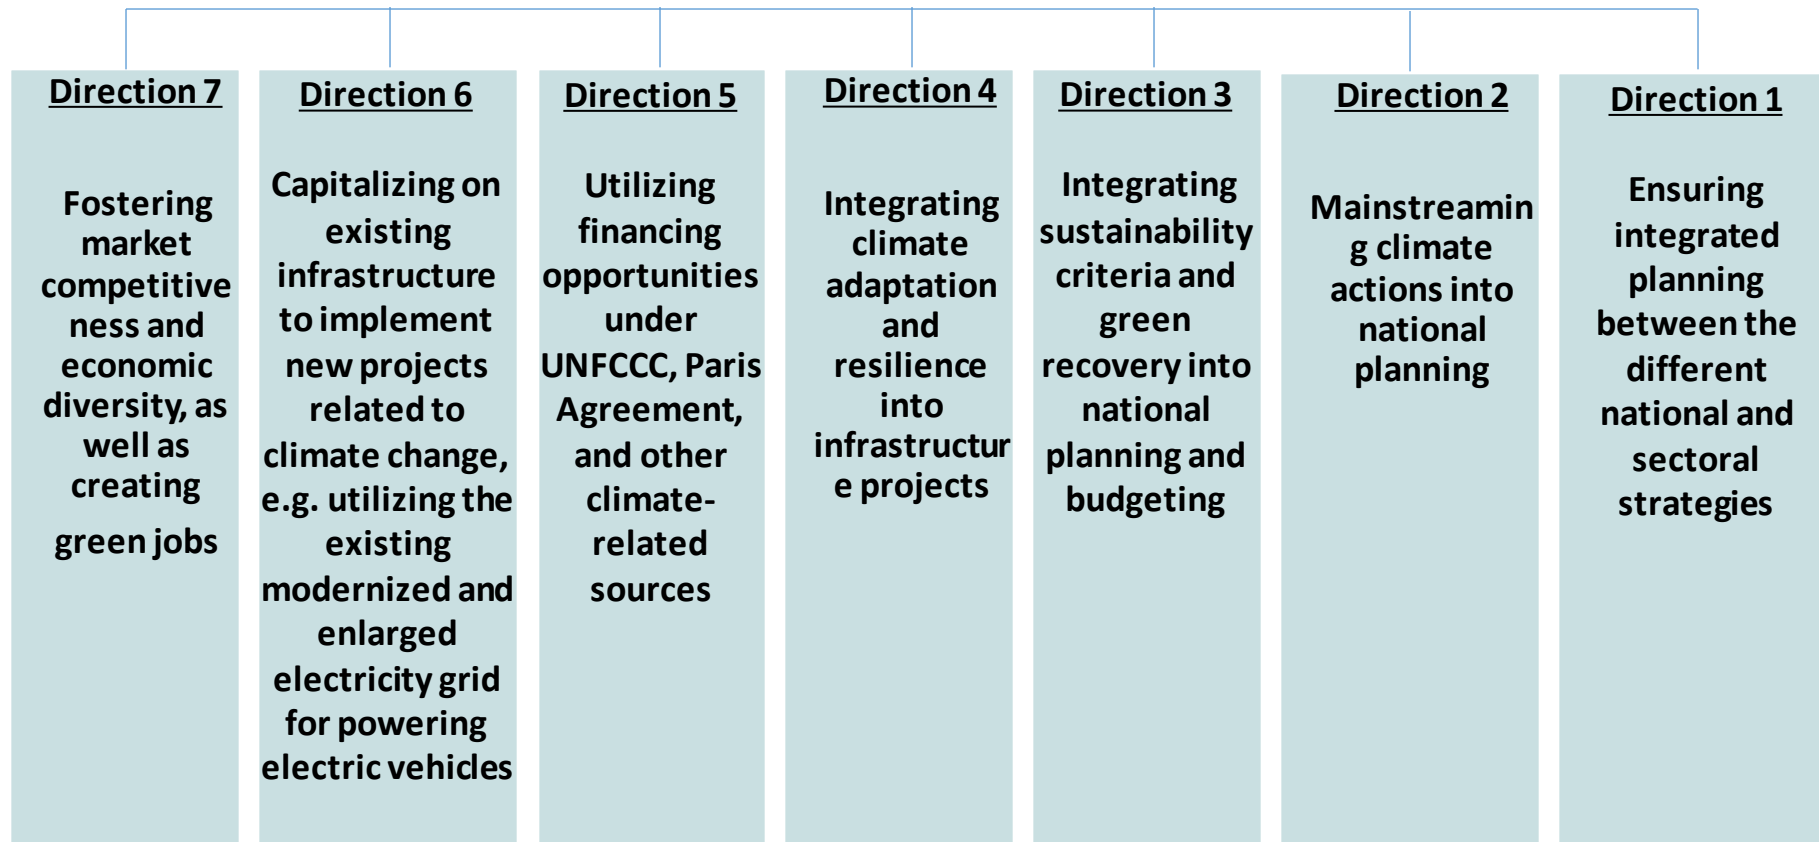 Direction 7
Fostering
market
competitive
ness and
economic
diversity, as
well as
creating
green jobs
Direction 6
Capitalizing on
existing
infrastructure
to implement
new projects
related to
climate change,
e.g. utilizing the
existing
modernized and
enlarged
electricity grid
for powering
electric vehicles
Direction 5
Utilizing
financing
opportunities
under
UNFCCC, Paris
Agreement,
and other
climate-
related
sources
Direction 4
Integrating
climate
adaptation
and
resilience
into
infrastructur
e projects
Direction 3
Integrating
sustainability
criteria and
green
recovery into
national
planning and
budgeting
Direction 2
Mainstreamin
g climate
actions into
national
planning
Direction 1
Ensuring
integrated
planning
between the
different
national and
sectoral
strategies